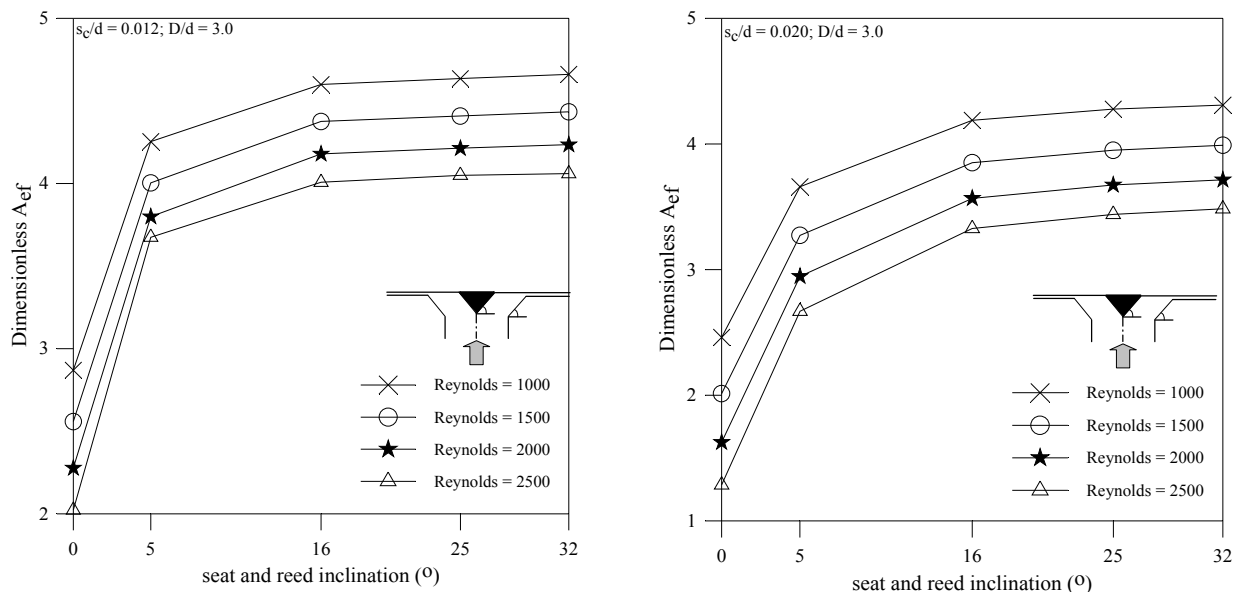 s_c/d = 0.012; D/d = 3.0
Dimensionless A_ef
4
3
2
Reynolds = 1000
Reynolds = 1500
Reynolds = 2000
Reynolds = 2500
0 5 16 25 32
seat and reed inclination (°)
s_c/d = 0.020; D/d = 3.0
Dimensionless A_ef
5
4
3
2
1
Reynolds = 1000
Reynolds = 1500
Reynolds = 2000
Reynolds = 2500
0 5 16 25 32
seat and reed inclination (°)